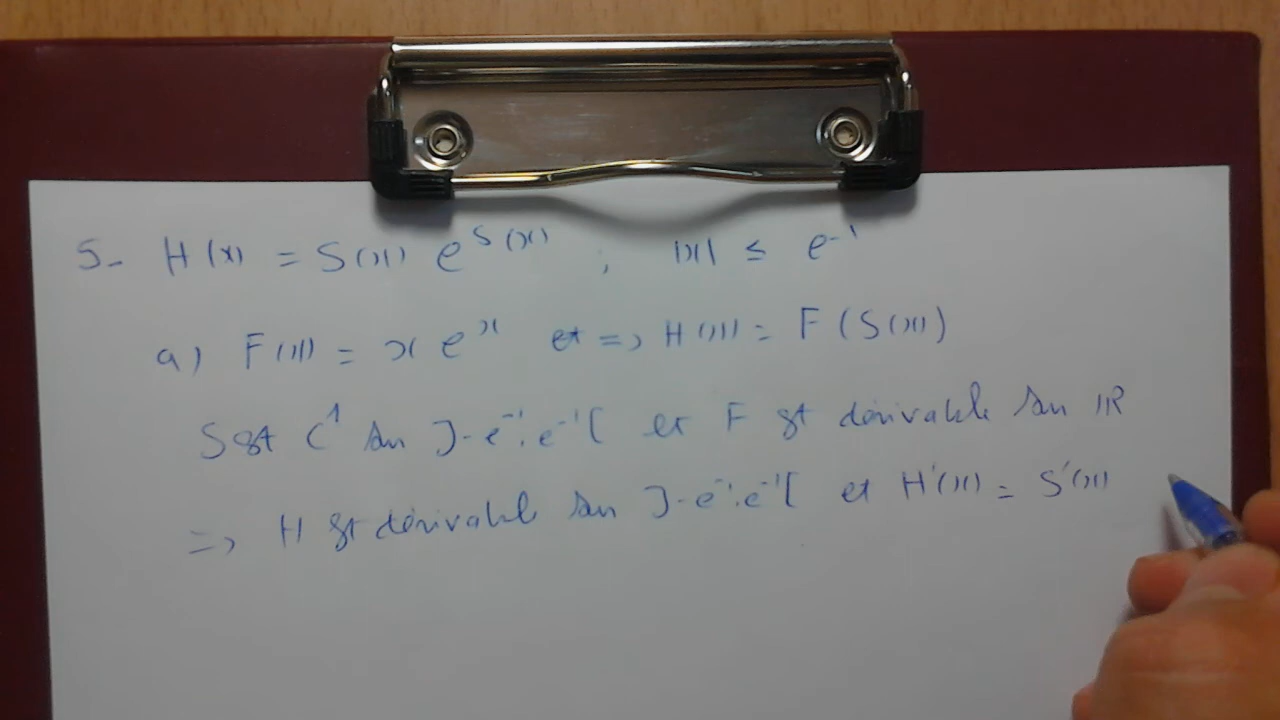 5- H(x) = S(x) e^S(x) ; |x| ≤ e^-1
a) F(x) = x e^x et => H(x) = F(S(x))
S est C^1 sur ]-e^-1, e^-1[ et F est dérivable sur IR
=> H est dérivable sur ]-e^-1, e^-1[ et H'(x) = S'(x)